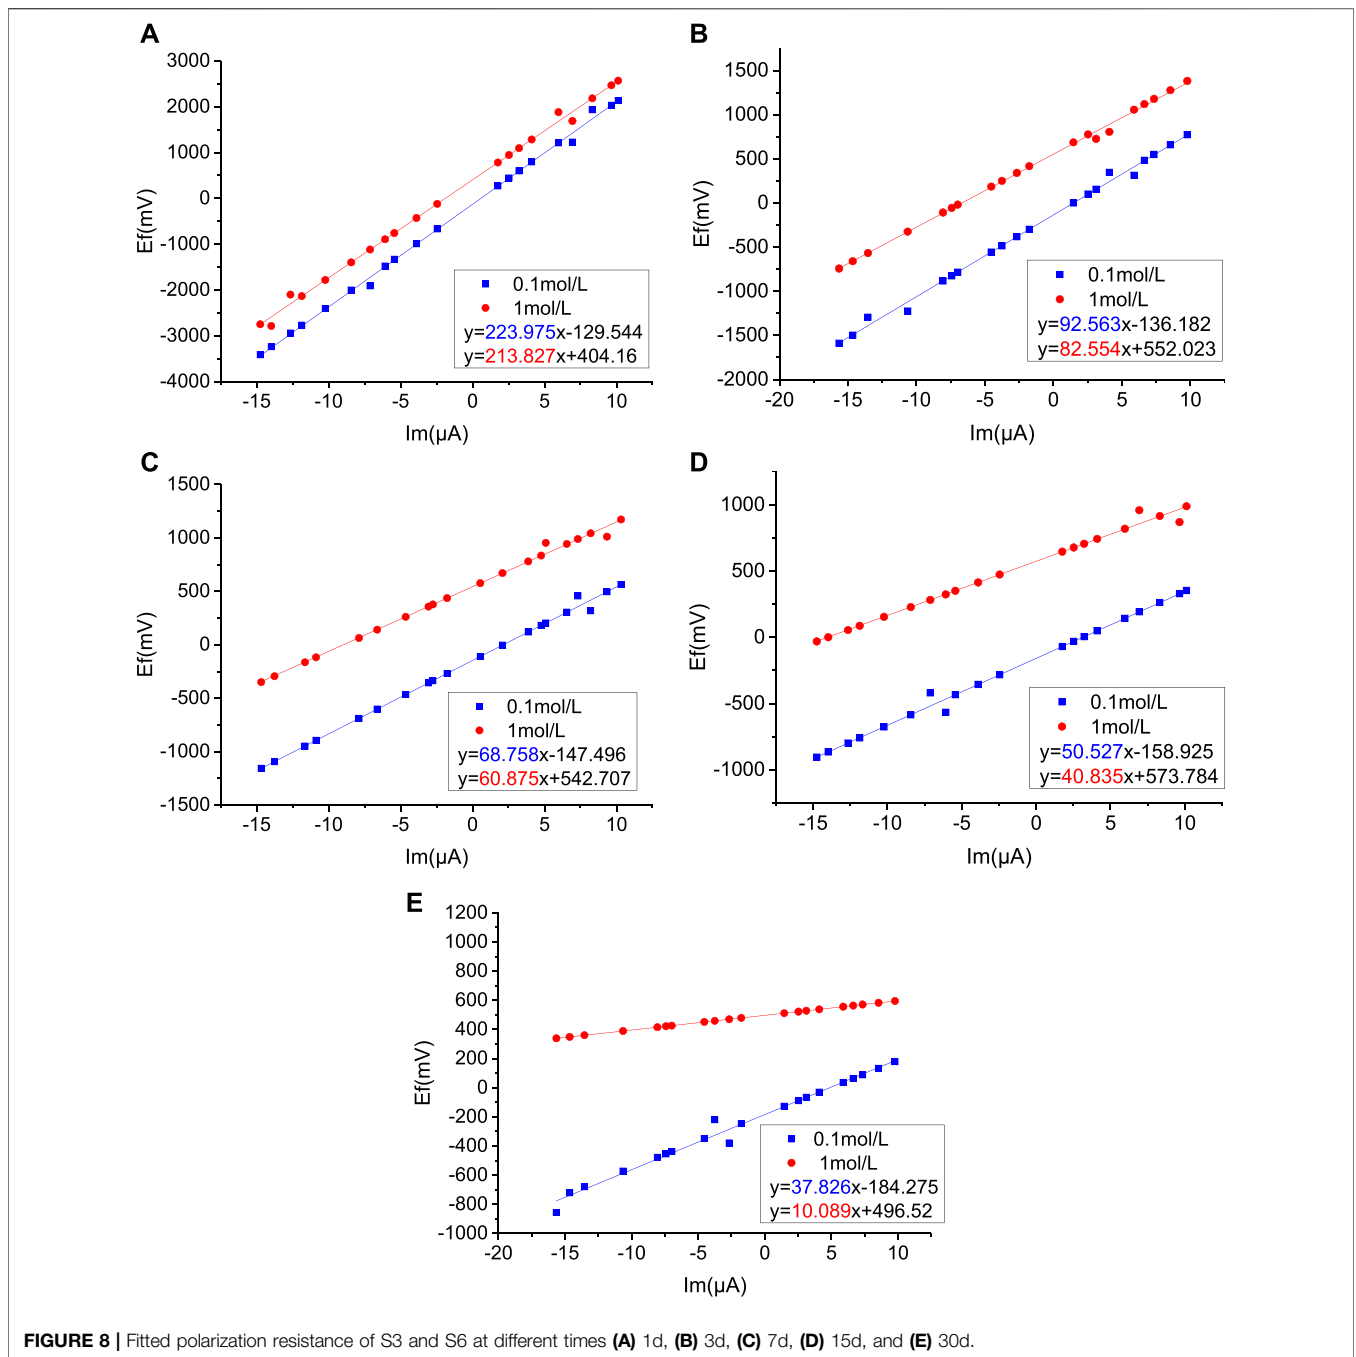 A
3000
2000
1000
0
-1000
-2000
-3000
-4000
Ef(mV)
-15 -10 -5 0 5 10
Im(µA)
0.1mol/L
1mol/L
y=223.975x-129.544
y=213.827x+404.16
B
1500
1000
500
0
-500
-1000
-1500
-2000
Ef(mV)
-20 -15 -10 -5 0 5 10
Im(µA)
0.1mol/L
1mol/L
y=92.563x-136.182
y=82.554x+552.023
C
1500
1000
500
0
-500
-1000
-1500
Ef(mV)
-15 -10 -5 0 5 10
Im(µA)
0.1mol/L
1mol/L
y=68.758x-147.496
y=60.875x+542.707
D
1000
500
0
-500
-1000
Ef(mV)
-15 -10 -5 0 5 10
Im(µA)
0.1mol/L
1mol/L
y=50.527x-158.925
y=40.835x+573.784
E
1200
1000
800
600
400
200
0
-200
-400
-600
-800
-1000
Ef(mV)
-20 -15 -10 -5 0 5 10
Im(µA)
0.1mol/L
1mol/L
y=37.826x-184.275
y=10.089x+496.52
FIGURE 8 | Fitted polarization resistance of S3 and S6 at different times (A) 1d, (B) 3d, (C) 7d, (D) 15d, and (E) 30d.